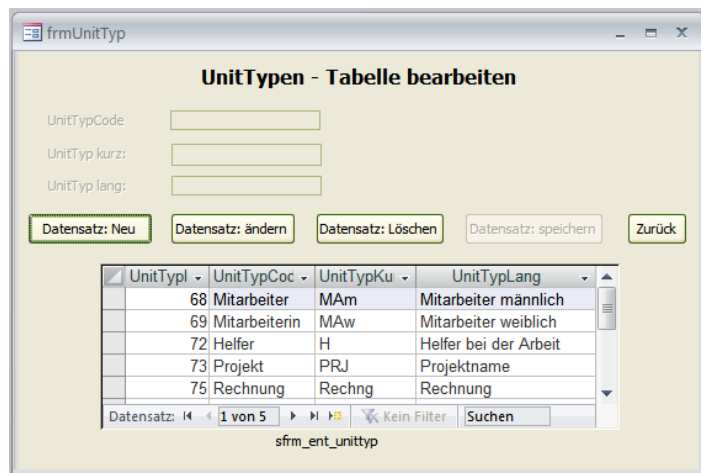 frmUnitTyp
UnitTypen - Tabelle bearbeiten
UnitTypCode
UnitTyp kurz:
UnitTyp lang:
Datensatz: Neu Datensatz: ändern Datensatz: Löschen Datensatz: speichern Zurück
UnitTypI UnitTypCod UnitTypKu UnitTypLang
68 Mitarbeiter MAm Mitarbeiter männlich
69 Mitarbeiterin MAw Mitarbeiter weiblich
72 Helfer H Helfer bei der Arbeit
73 Projekt PRJ Projektname
75 Rechnung Rechng Rechnung
Datensatz: 1 von 5 Kein Filter Suchen
sfrm_ent_unittyp